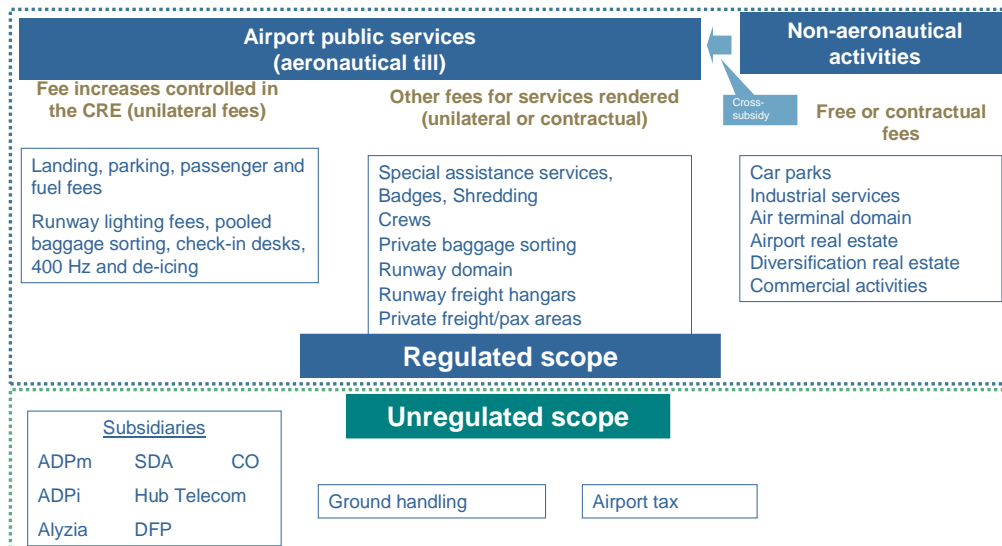 Airport public services
(aeronautical till)
Non-aeronautical
activities
Cross-
subsidy
Fee increases controlled in
the CRE (unilateral fees)
Other fees for services rendered
(unilateral or contractual)
Free or contractual
fees
Landing, parking, passenger and
fuel fees
Runway lighting fees, pooled
baggage sorting, check-in desks,
400 Hz and de-icing
Special assistance services,
Badges, Shredding
Crews
Private baggage sorting
Runway domain
Runway freight hangars
Private freight/pax areas
Car parks
Industrial services
Air terminal domain
Airport real estate
Diversification real estate
Commercial activities
Regulated scope
Unregulated scope
Subsidiaries
ADPm SDA CO
ADPi Hub Telecom
Alyzia DFP
Ground handling
Airport tax